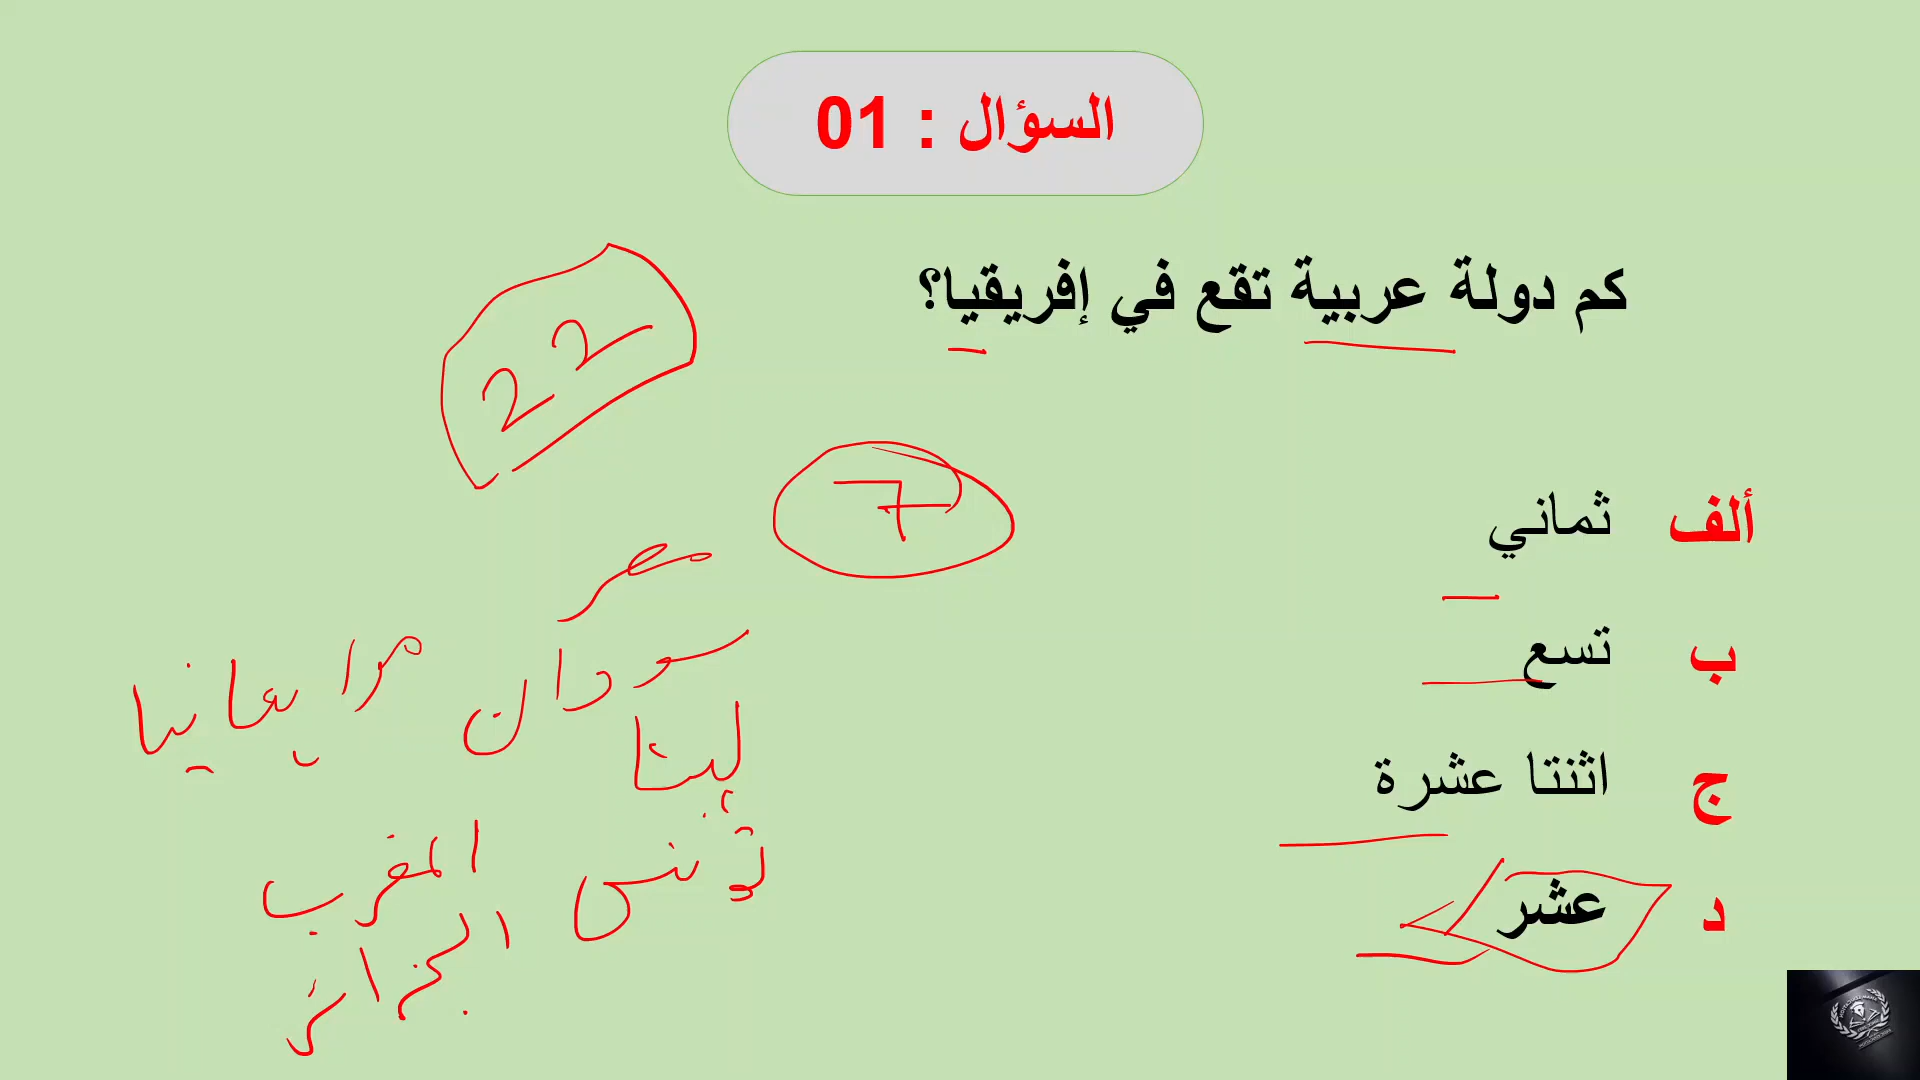 السؤال : 01
كم دولة عربية تقع في إفريقيا؟
22
ألف ثماني
7
مصر
ب تسع
سودان
ليبيا
ج اثنتا عشرة
تونس
المغرب
د عشر
الجزائر